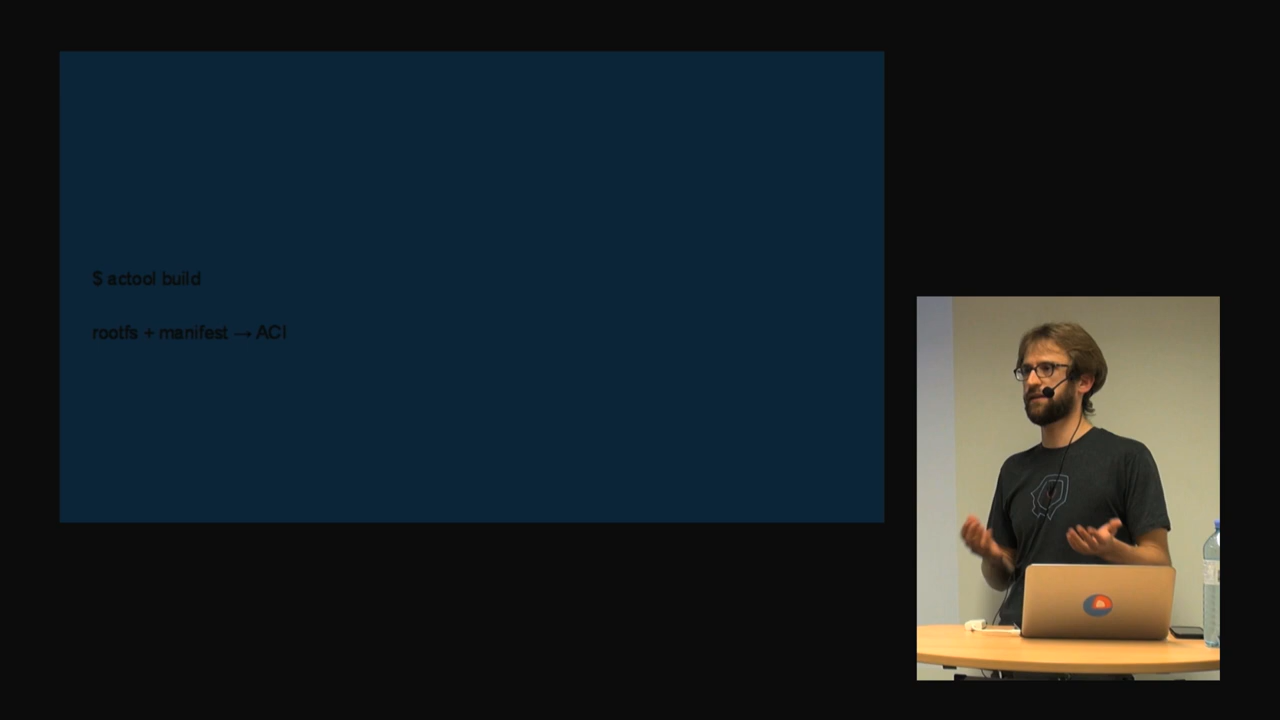 $ actool build
rootfs + manifest → ACI